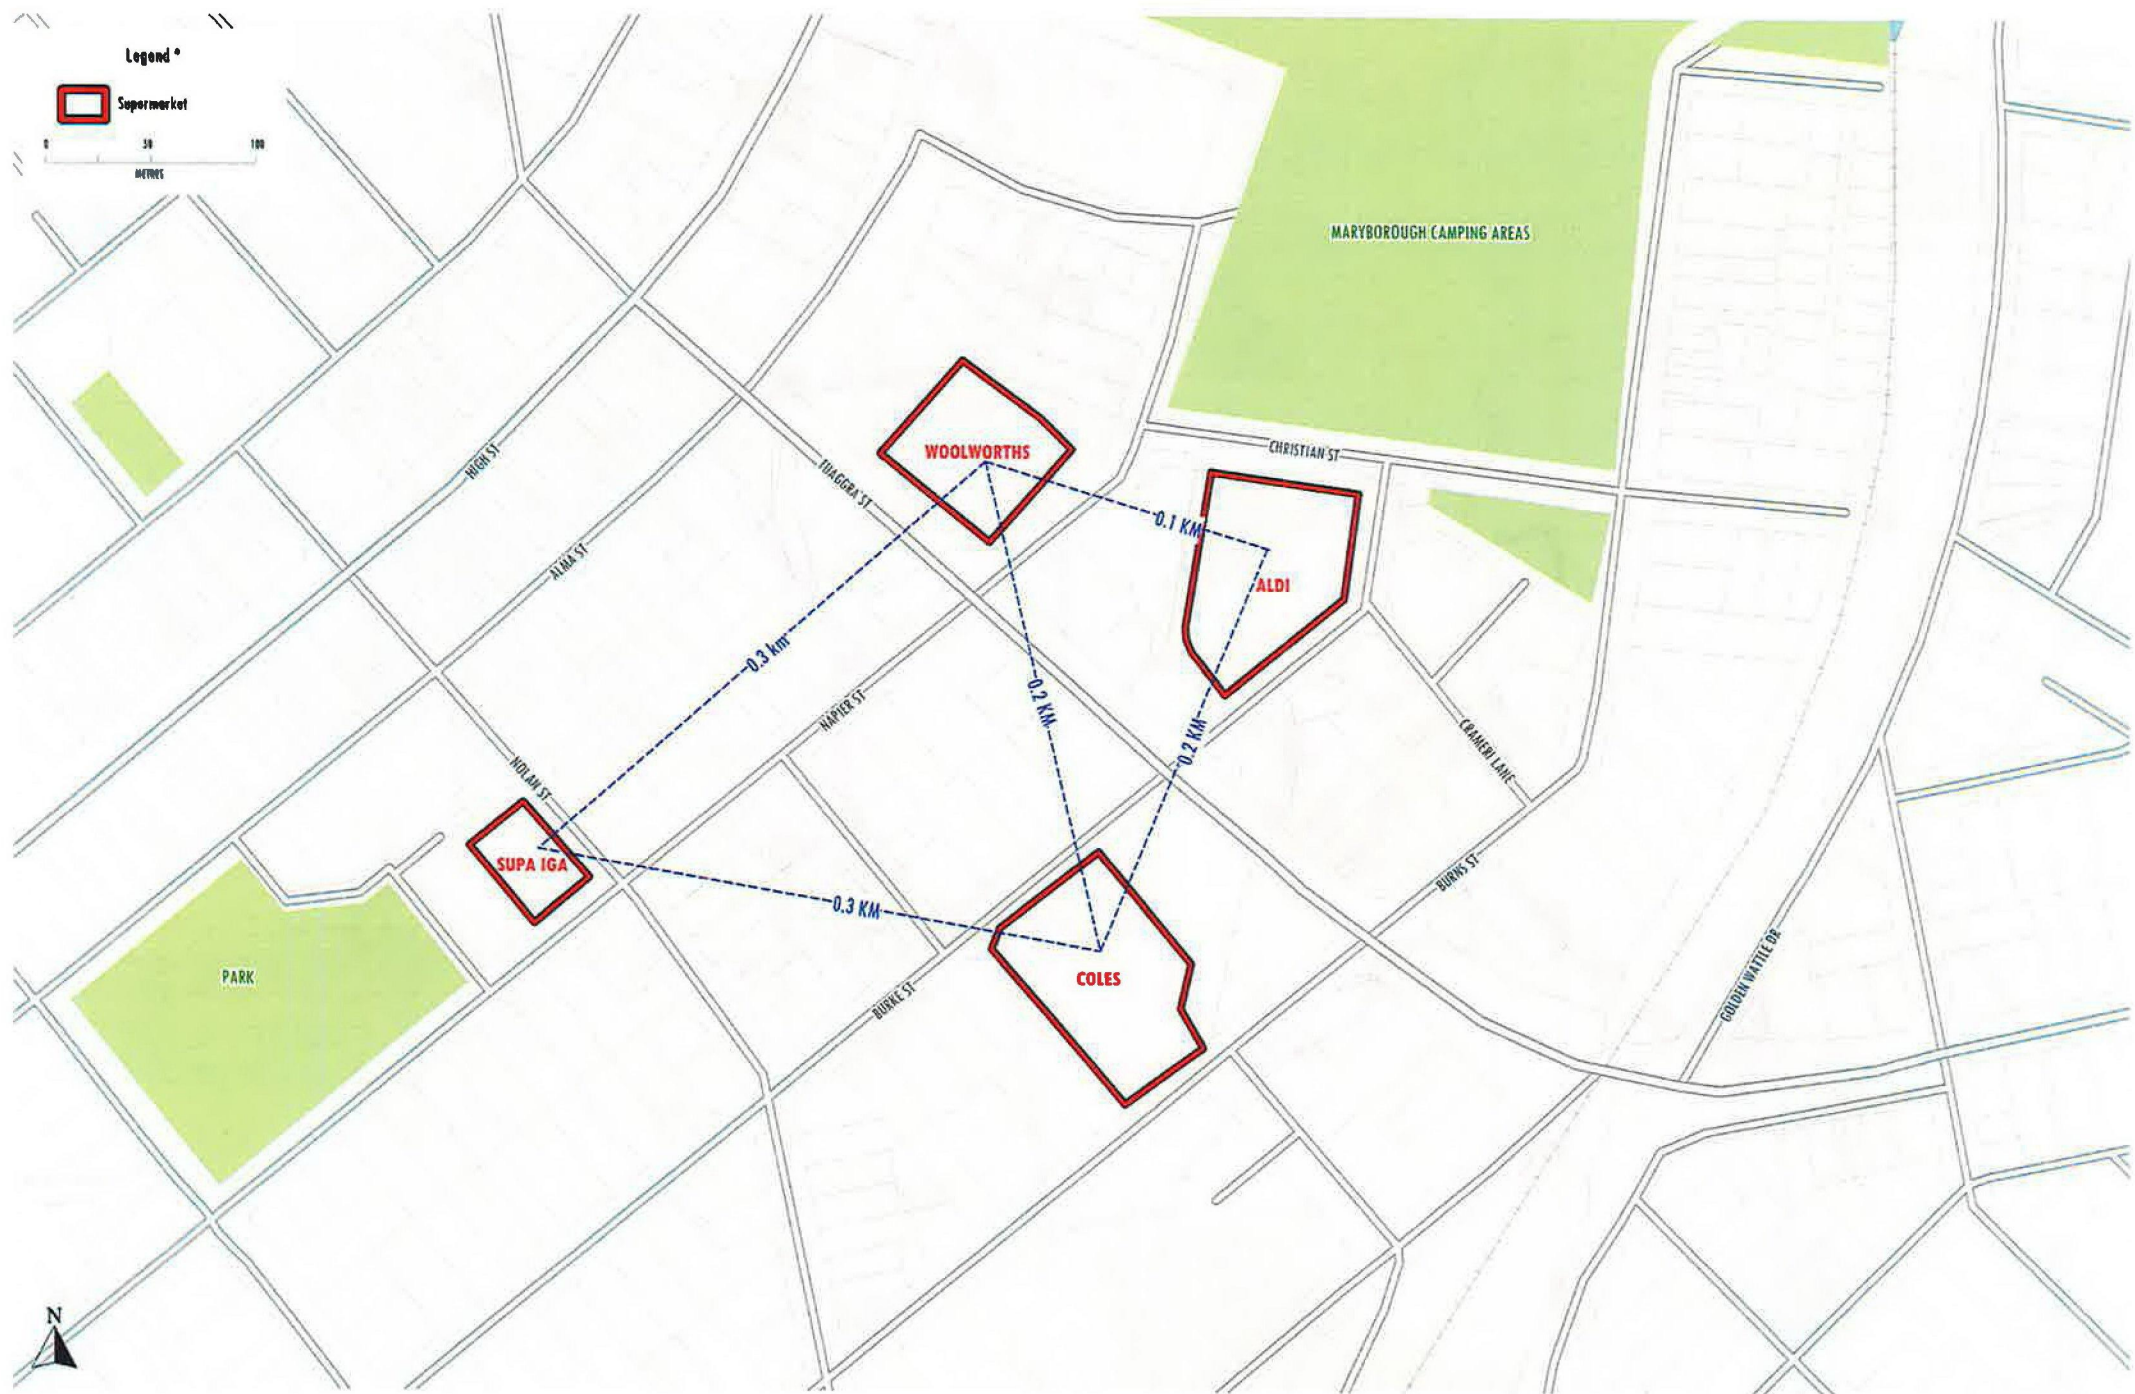 Legend *
Supermarket
0 50 100
METRES
MARYBOROUGH CAMPING AREAS
HIGH ST
WOOLWORTHS
CHRISTIAN ST
TUAGGRA ST
0.1 KM
ALMA ST
ALDI
0.3 km
0.2 KM
NAPIER ST
0.2 KM
CRAMERI LANE
NOLAN ST
SUPA IGA
BURNS ST
0.3 KM
PARK
COLES
GOLDEN WATTLE DR
BURKE ST
N